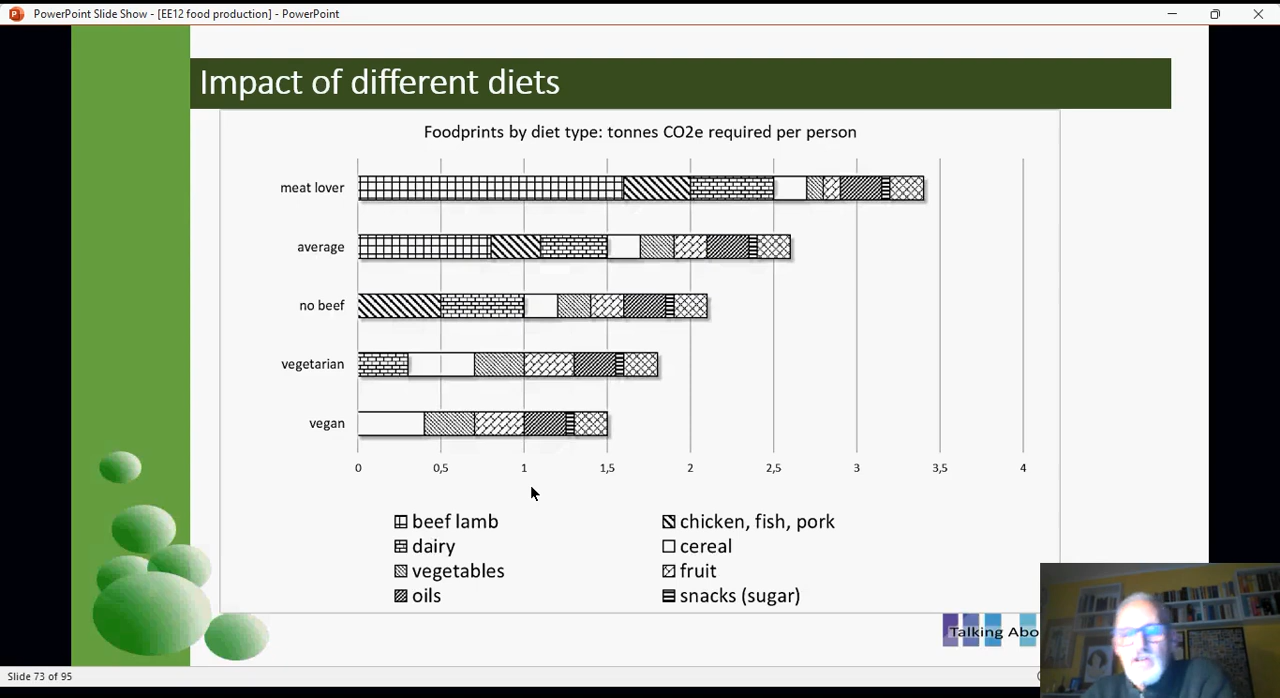 PowerPoint Slide Show - [EE12 food production] - PowerPoint
Impact of different diets
Foodprints by diet type: tonnes CO2e required per person
meat lover
average
no beef
vegetarian
vegan
0 0,5 1 1,5 2 2,5 3 3,5 4
beef lamb chicken, fish, pork
dairy cereal
vegetables fruit
oils snacks (sugar)
Talking Abo
Slide 73 of 95